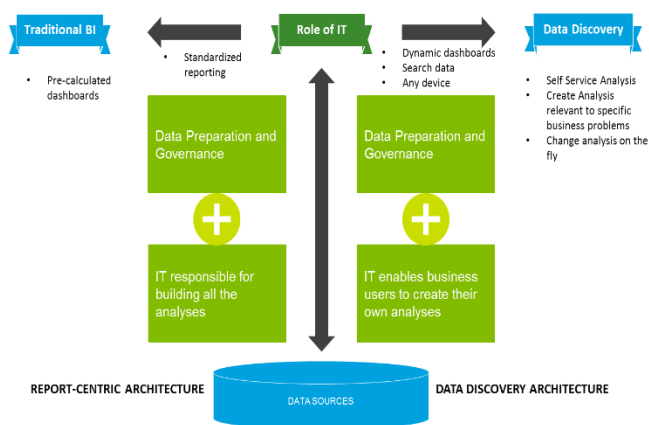 Traditional BI
Role of IT
Data Discovery
• Pre-calculated
dashboards
• Standardized
reporting
• Dynamic dashboards
• Search data
• Any device
• Self Service Analysis
• Create Analysis
relevant to specific
business problems
• Change analysis on the
fly
Data Preparation and
Governance
IT responsible for
building all the
analyses
Data Preparation and
Governance
IT enables business
users to create their
own analyses
REPORT-CENTRIC ARCHITECTURE
DATA SOURCES
DATA DISCOVERY ARCHITECTURE